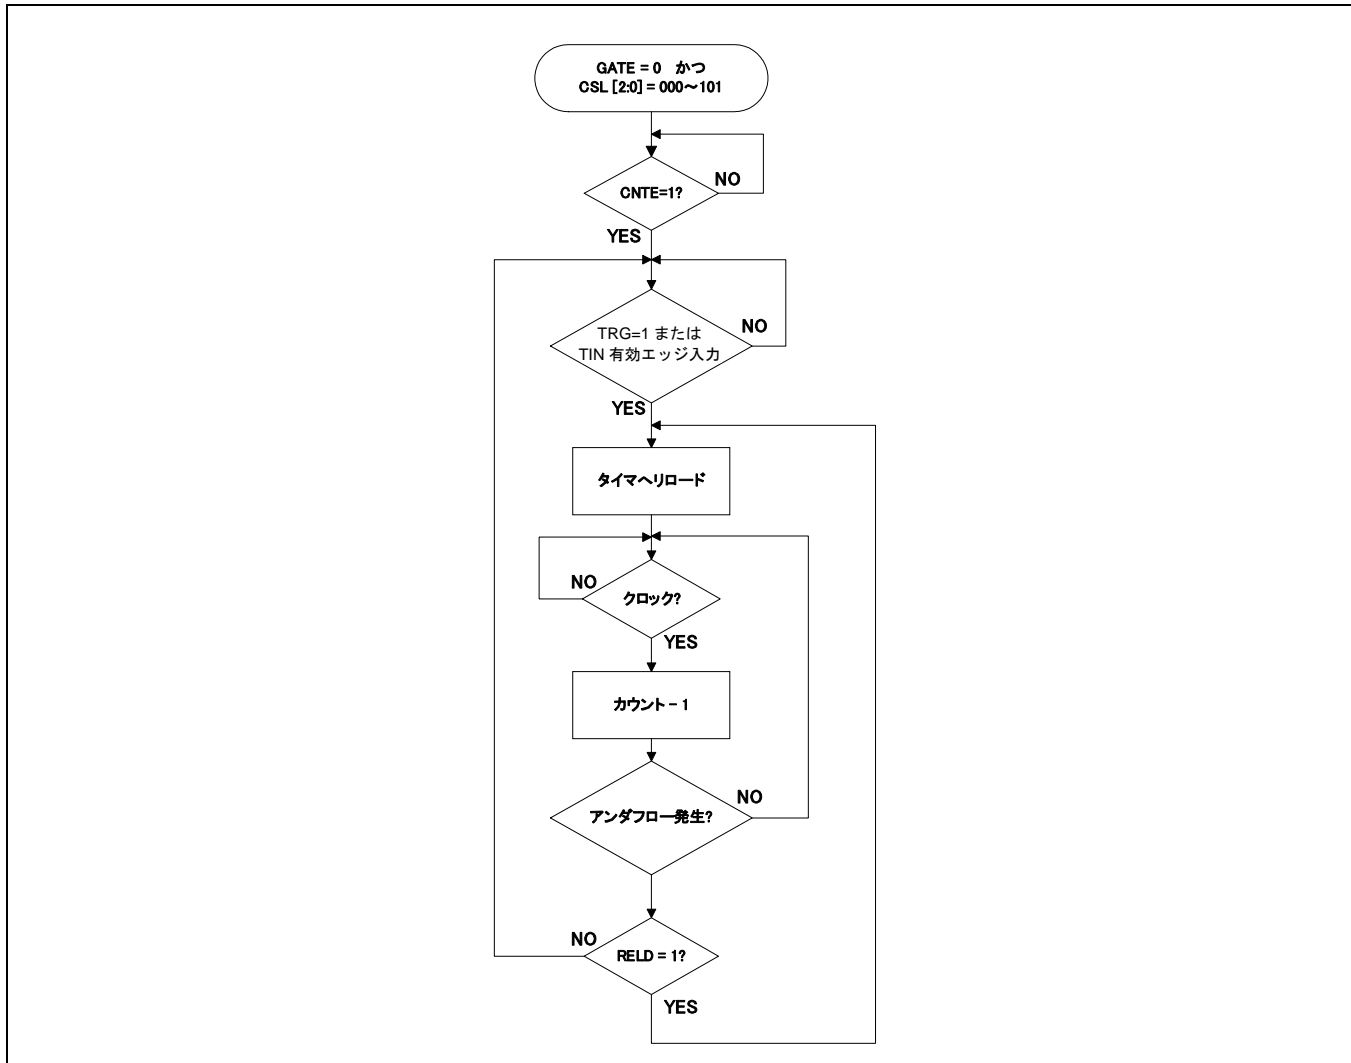 GATE = 0　かつ
CSL [2:0] = 000～101
CNTE=1?
NO
YES
TRG=1 または
TIN 有効エッジ入力
NO
YES
タイマへリロード
NO
クロック?
YES
カウント－1
アンダフロー発生?
NO
NO
RELD = 1?
YES